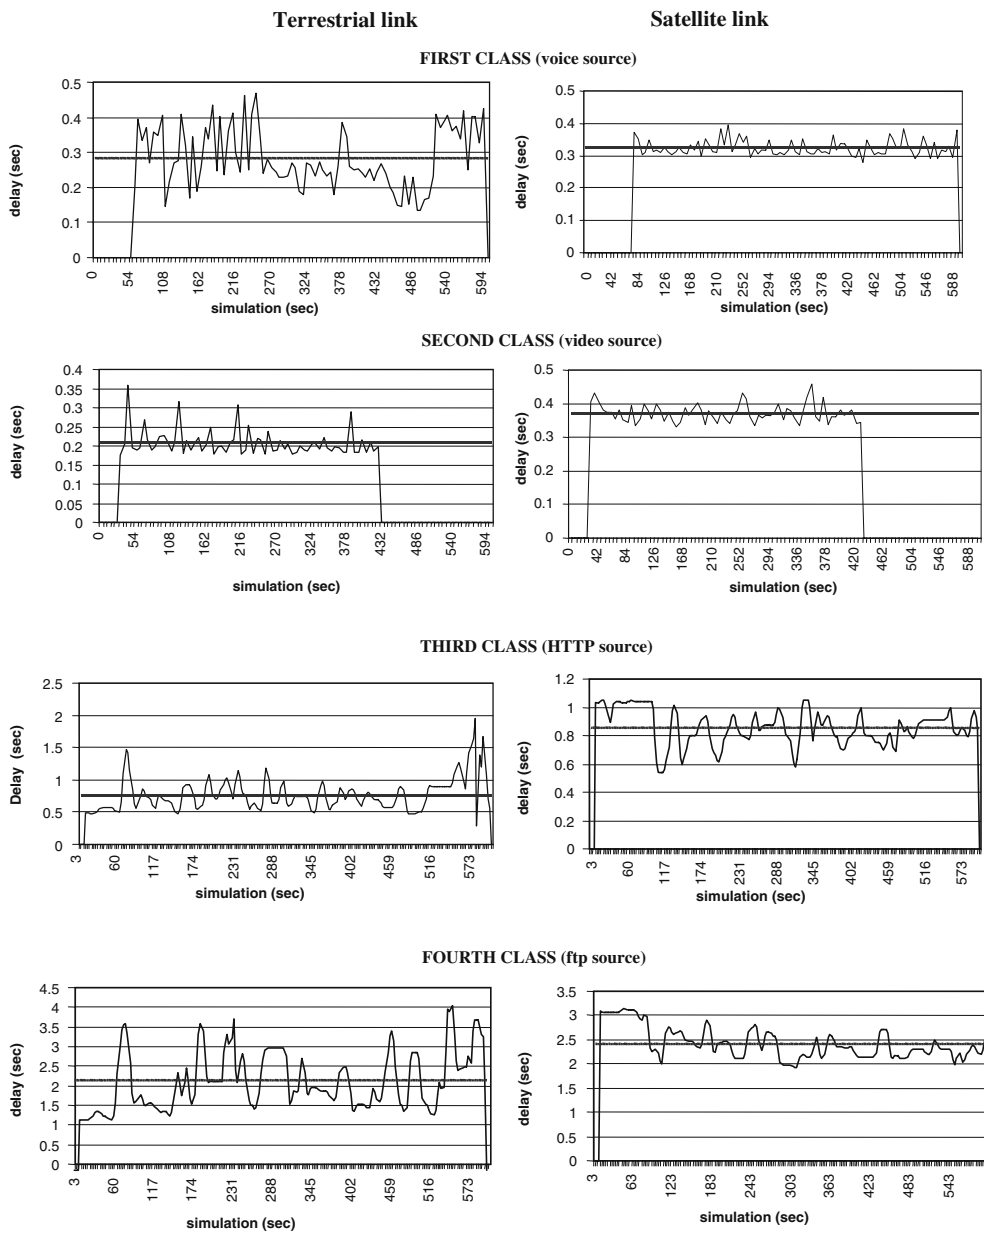 Terrestrial link
Satellite link
FIRST CLASS (voice source)
0.5
0.4
0.3
0.2
0.1
0
delay (sec)
0 54 108 162 216 270 324 378 432 486 540 594
simulation (sec)
0.5
0.4
0.3
0.2
0.1
0
delay (sec)
0 42 84 126 168 210 252 294 336 378 420 462 504 546 588
simulation (sec)
SECOND CLASS (video source)
0.4
0.35
0.3
0.25
0.2
0.15
0.1
0.05
0
delay (sec)
0 54 108 162 216 270 324 378 432 486 540 594
simulation (sec)
0.5
0.4
0.3
0.2
0.1
0
delay (sec)
0 42 84 126 168 210 252 294 336 378 420 462 504 546 588
simulation (sec)
THIRD CLASS (HTTP source)
2.5
2
1.5
1
0.5
0
Delay (sec)
3 60 117 174 231 288 345 402 459 516 573
simulation (sec)
1.2
1
0.8
0.6
0.4
0.2
0
delay (sec)
3 60 117 174 231 288 345 402 459 516 573
simulation (sec)
FOURTH CLASS (ftp source)
4.5
4
3.5
3
2.5
2
1.5
1
0.5
0
delay (sec)
3 60 117 174 231 288 345 402 459 516 573
simulation (sec)
3.5
3
2.5
2
1.5
1
0.5
0
delay (sec)
3 63 123 183 243 303 363 423 483 543
simulation (sec)